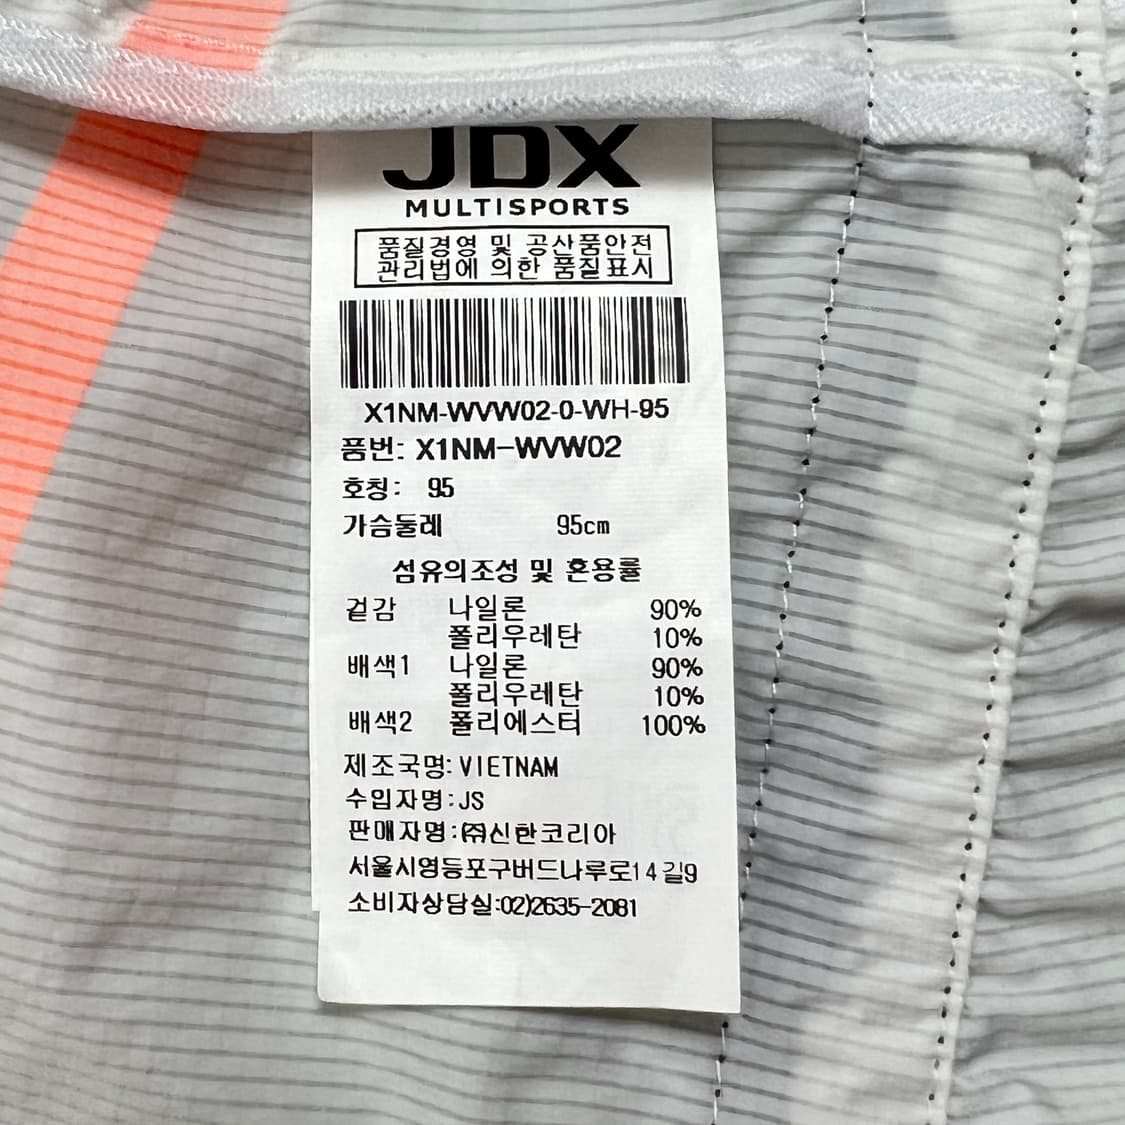 JDX
MULTISPORTS
품질경영 및 공산품안전
관리법에 의한 품질표시
X1NM-WVW02-0-WH-95
품번: X1NM-WVW02
호칭: 95
가슴둘레 95cm
섬유의조성 및 혼용률
겉감 나일론 90%
폴리우레탄 10%
배색1 나일론 90%
폴리우레탄 10%
배색2 폴리에스터 100%
제조국명: VIETNAM
수입자명:JS
판매자명:㈜신한코리아
서울시영등포구버드나루로14길9
소비자상담실:02)2635-2081